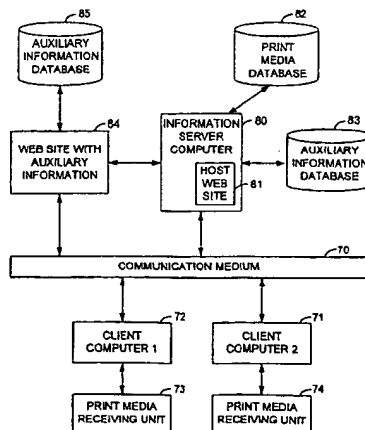 85
AUXILIARY
INFORMATION
DATABASE
82
PRINT
MEDIA
DATABASE
84
WEB SITE WITH
AUXILIARY
INFORMATION
80
INFORMATION
SERVER
COMPUTER
HOST
WEB
SITE
81
83
AUXILIARY
INFORMATION
DATABASE
70
COMMUNICATION MEDIUM
72
CLIENT
COMPUTER 1
71
CLIENT
COMPUTER 2
73
PRINT MEDIA
RECEIVING UNIT
74
PRINT MEDIA
RECEIVING UNIT